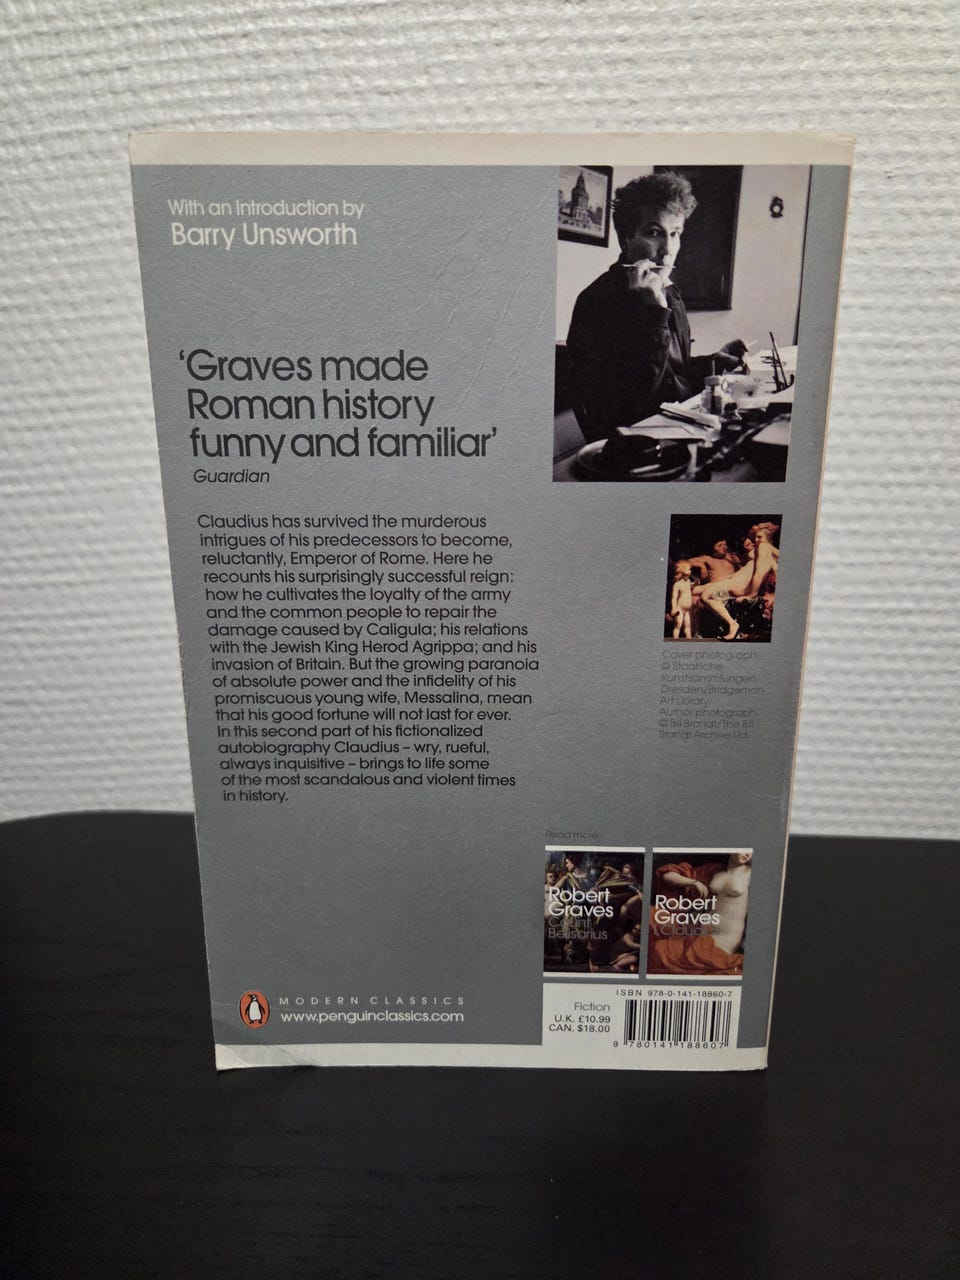 With an Introduction by
Barry Unsworth
‘Graves made
Roman history
funny and familiar’
Guardian
Claudius has survived the murderous
intrigues of his predecessors to become,
reluctantly, Emperor of Rome. Here he
recounts his surprisingly successful reign:
how he cultivates the loyalty of the army
and the common people to repair the
damage caused by Caligula; his relations
with the Jewish King Herod Agrippa; and his
invasion of Britain. But the growing paranoia
of absolute power and the infidelity of his
promiscuous young wife, Messalina, mean
that his good fortune will not last for ever.
In this second part of his fictionalized
autobiography Claudius – wry, rueful,
always inquisitive – brings to life some
of the most scandalous and violent times
in history.
Cover photograph
© Staatliche
Kunstsammlungen
Dresden/Bridgeman
Art Library.
Author photograph
© Bill Brandt/The Bill
Brandt Archive Ltd.
Read more...
Robert
Graves
Count
Belisarius
Robert
Graves
I, Claudius
MODERN CLASSICS
www.penguinclassics.com
Fiction
U.K. £10.99
CAN. $18.00
ISBN 978-0-141-18860-7
9 780141 188607